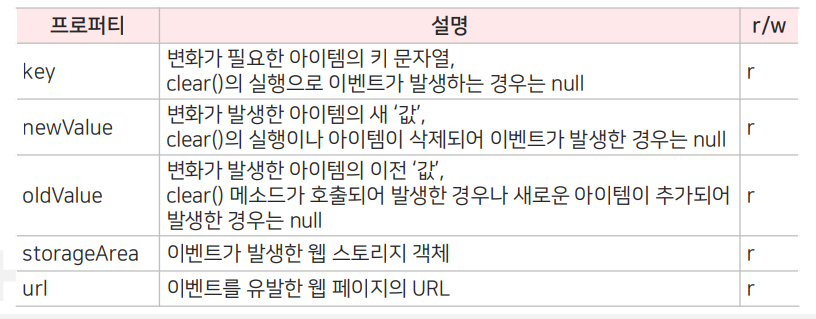 프로퍼티 설명 r/w
key 변화가 필요한 아이템의 키 문자열, r
clear()의 실행으로 이벤트가 발생하는 경우는 null
newValue 변화가 발생한 아이템의 새 ‘값’, r
clear()의 실행이나 아이템이 삭제되어 이벤트가 발생한 경우는 null
oldValue 변화가 발생한 아이템의 이전 ‘값’, r
clear() 메소드가 호출되어 발생한 경우나 새로운 아이템이 추가되어
발생한 경우는 null
storageArea 이벤트가 발생한 웹 스토리지 객체 r
url 이벤트를 유발한 웹 페이지의 URL r